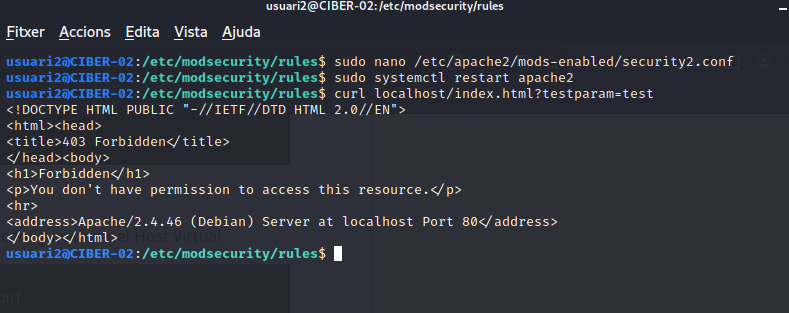 usuari2@CIBER-02:/etc/modsecurity/rules
Fitxer Accions Edita Vista Ajuda
usuari2@CIBER-02:/etc/modsecurity/rules$ sudo nano /etc/apache2/mods-enabled/security2.conf
usuari2@CIBER-02:/etc/modsecurity/rules$ sudo systemctl restart apache2
usuari2@CIBER-02:/etc/modsecurity/rules$ curl localhost/index.html?testparam=test
<!DOCTYPE HTML PUBLIC "-//IETF//DTD HTML 2.0//EN">
<html><head>
<title>403 Forbidden</title>
</head><body>
<h1>Forbidden</h1>
<p>You don't have permission to access this resource.</p>
<hr>
<address>Apache/2.4.46 (Debian) Server at localhost Port 80</address>
</body></html>
Host Virtual
usuari2@CIBER-02:/etc/modsecurity/rules$